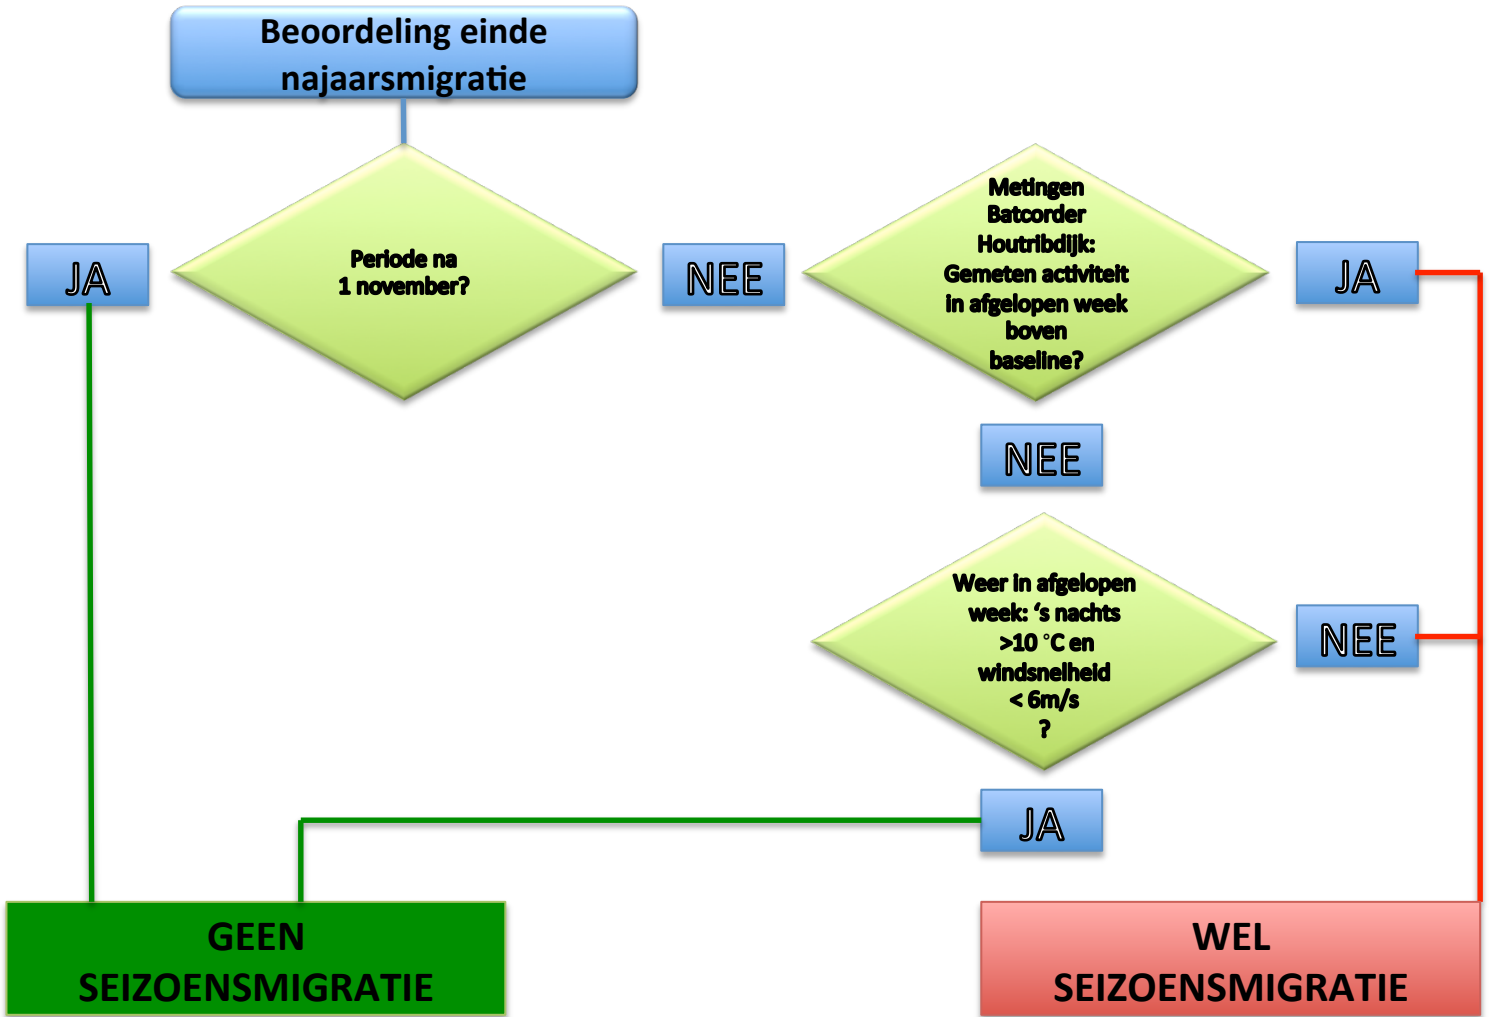 Beoordeling einde
najaarsmigratie
JA
Periode na
1 november?
NEE
Metingen
Batcorder
Houtribdijk:
Gemeten activiteit
in afgelopen week
boven
baseline?
JA
NEE
Weer in afgelopen
week: ‘s nachts
>10 °C en
windsnelheid
< 6m/s
?
NEE
JA
GEEN
SEIZOENSMIGRATIE
WEL
SEIZOENSMIGRATIE